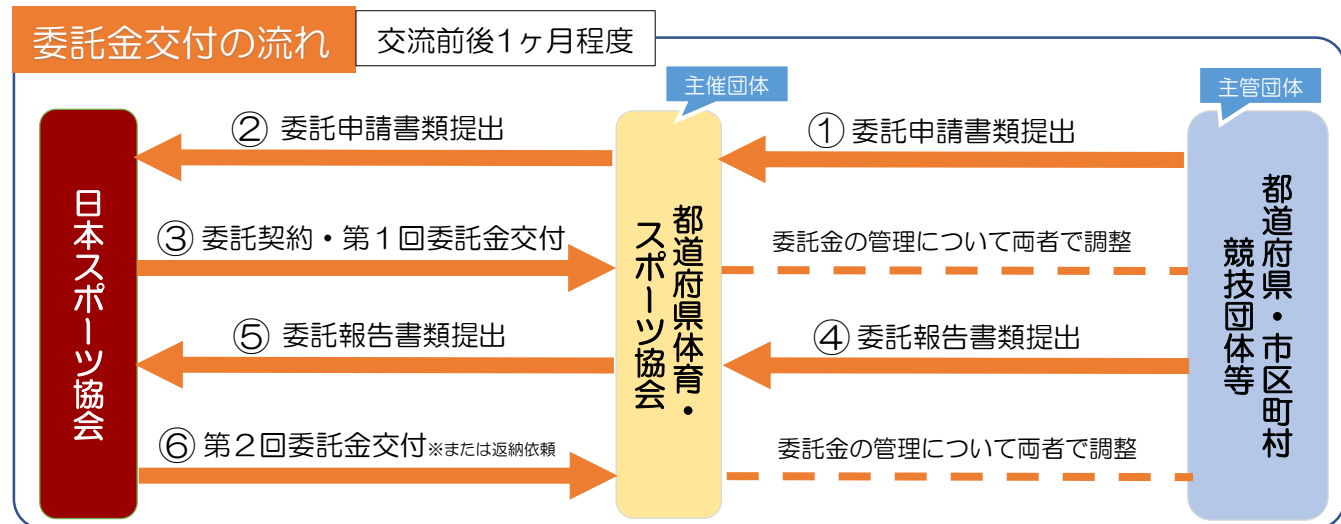 委託金交付の流れ
交流前後1ヶ月程度
主催団体
主管団体
② 委託申請書類提出
① 委託申請書類提出
③ 委託契約・第1回委託金交付
委託金の管理について両者で調整
⑤ 委託報告書類提出
④ 委託報告書類提出
⑥ 第2回委託金交付※または返納依頼
委託金の管理について両者で調整
日本スポーツ協会
都道府県体育・
スポーツ協会
都道府県・市区町村
競技団体等